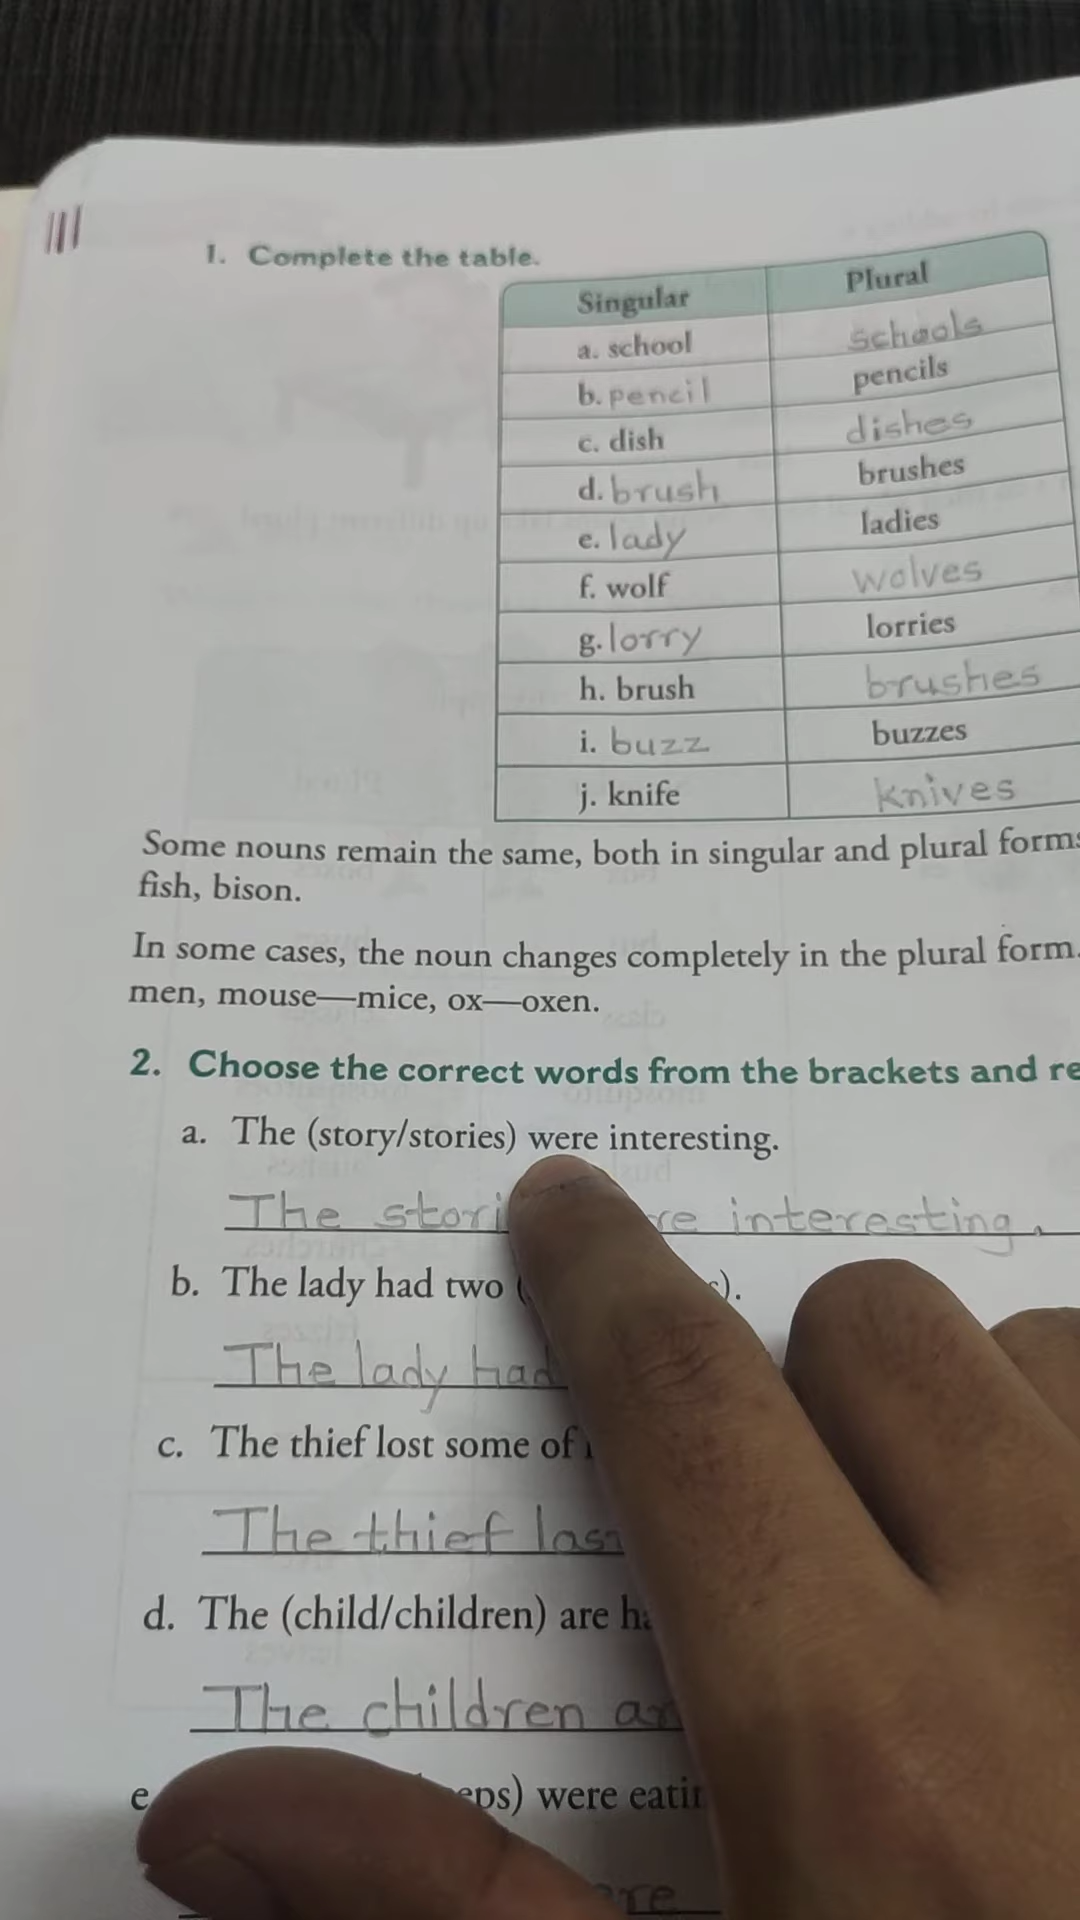 1. Complete the table.
Singular Plural
a. school schools
b. pencil pencils
c. dish dishes
d. brush brushes
e. lady ladies
f. wolf wolves
g. lorry lorries
h. brush brushes
i. buzz buzzes
j. knife knives
Some nouns remain the same, both in singular and plural forms
fish, bison.
In some cases, the noun changes completely in the plural form.
men, mouse—mice, ox—oxen.
2. Choose the correct words from the brackets and re
a. The (story/stories) were interesting.
The stori re interesting.
b. The lady had two ( s).
The lady had
c. The thief lost some of
The thief los
d. The (child/children) are ha
The children ar
e eps) were eatin
ere